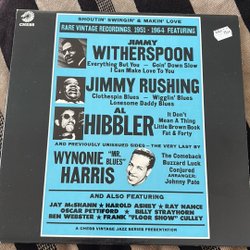 CHESS
SHOUTIN' SWINGIN' & MAKIN' LOVE
RARE VINTAGE RECORDINGS, 1951 - 1964 FEATURING
JIMMY
WITHERSPOON
Everything But You — Goin' Down Slow
I Can Make Love To You
JIMMY RUSHING
Clothespin Blues — Wigglin' Blues
Lonesome Daddy Blues
AL
HIBBLER
It Don't
Mean A Thing
Little Brown Book
Fat & Forty
AND PREVIOUSLY UNISSUED SIDES - THE VERY LAST BY
WYNONIE "MR. BLUES"
HARRIS
The Comeback
Buzzard Luck
Conjured
ARRANGER:
Johnny Pate
AND ALSO FEATURING
JAY McSHANN ★ HAROLD ASHBY ★ RAY NANCE
OSCAR PETTIFORD ★ BILLY STRAYHORN
BEN WEBSTER ★ FRANK "FLOOR SHOW" CULLEY
A CHESS VINTAGE JAZZ SERIES PRESENTATION